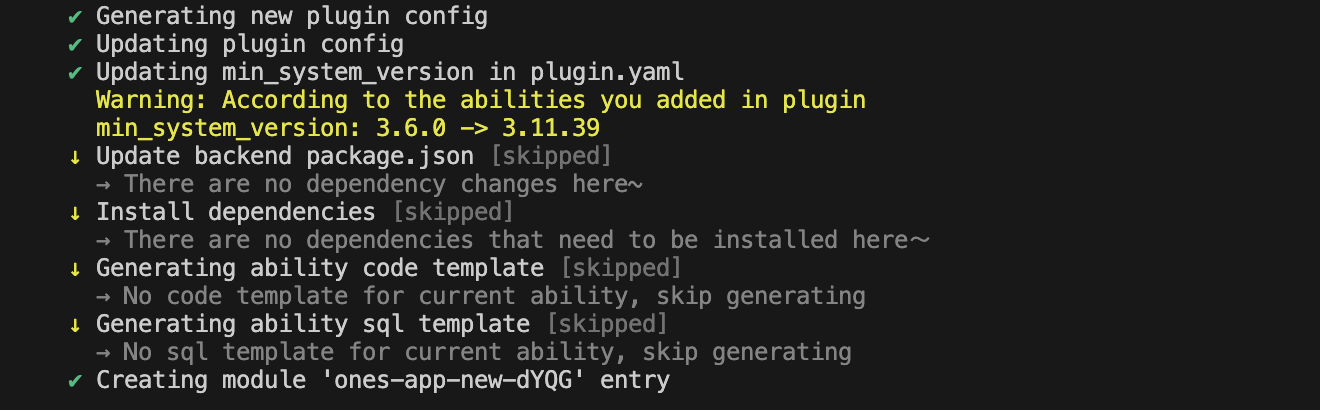 ✔ Generating new plugin config
✔ Updating plugin config
✔ Updating min_system_version in plugin.yaml
Warning: According to the abilities you added in plugin
min_system_version: 3.6.0 -> 3.11.39
↓ Update backend package.json [skipped]
→ There are no dependency changes here~
↓ Install dependencies [skipped]
→ There are no dependencies that need to be installed here～
↓ Generating ability code template [skipped]
→ No code template for current ability, skip generating
↓ Generating ability sql template [skipped]
→ No sql template for current ability, skip generating
✔ Creating module 'ones-app-new-dYQG' entry